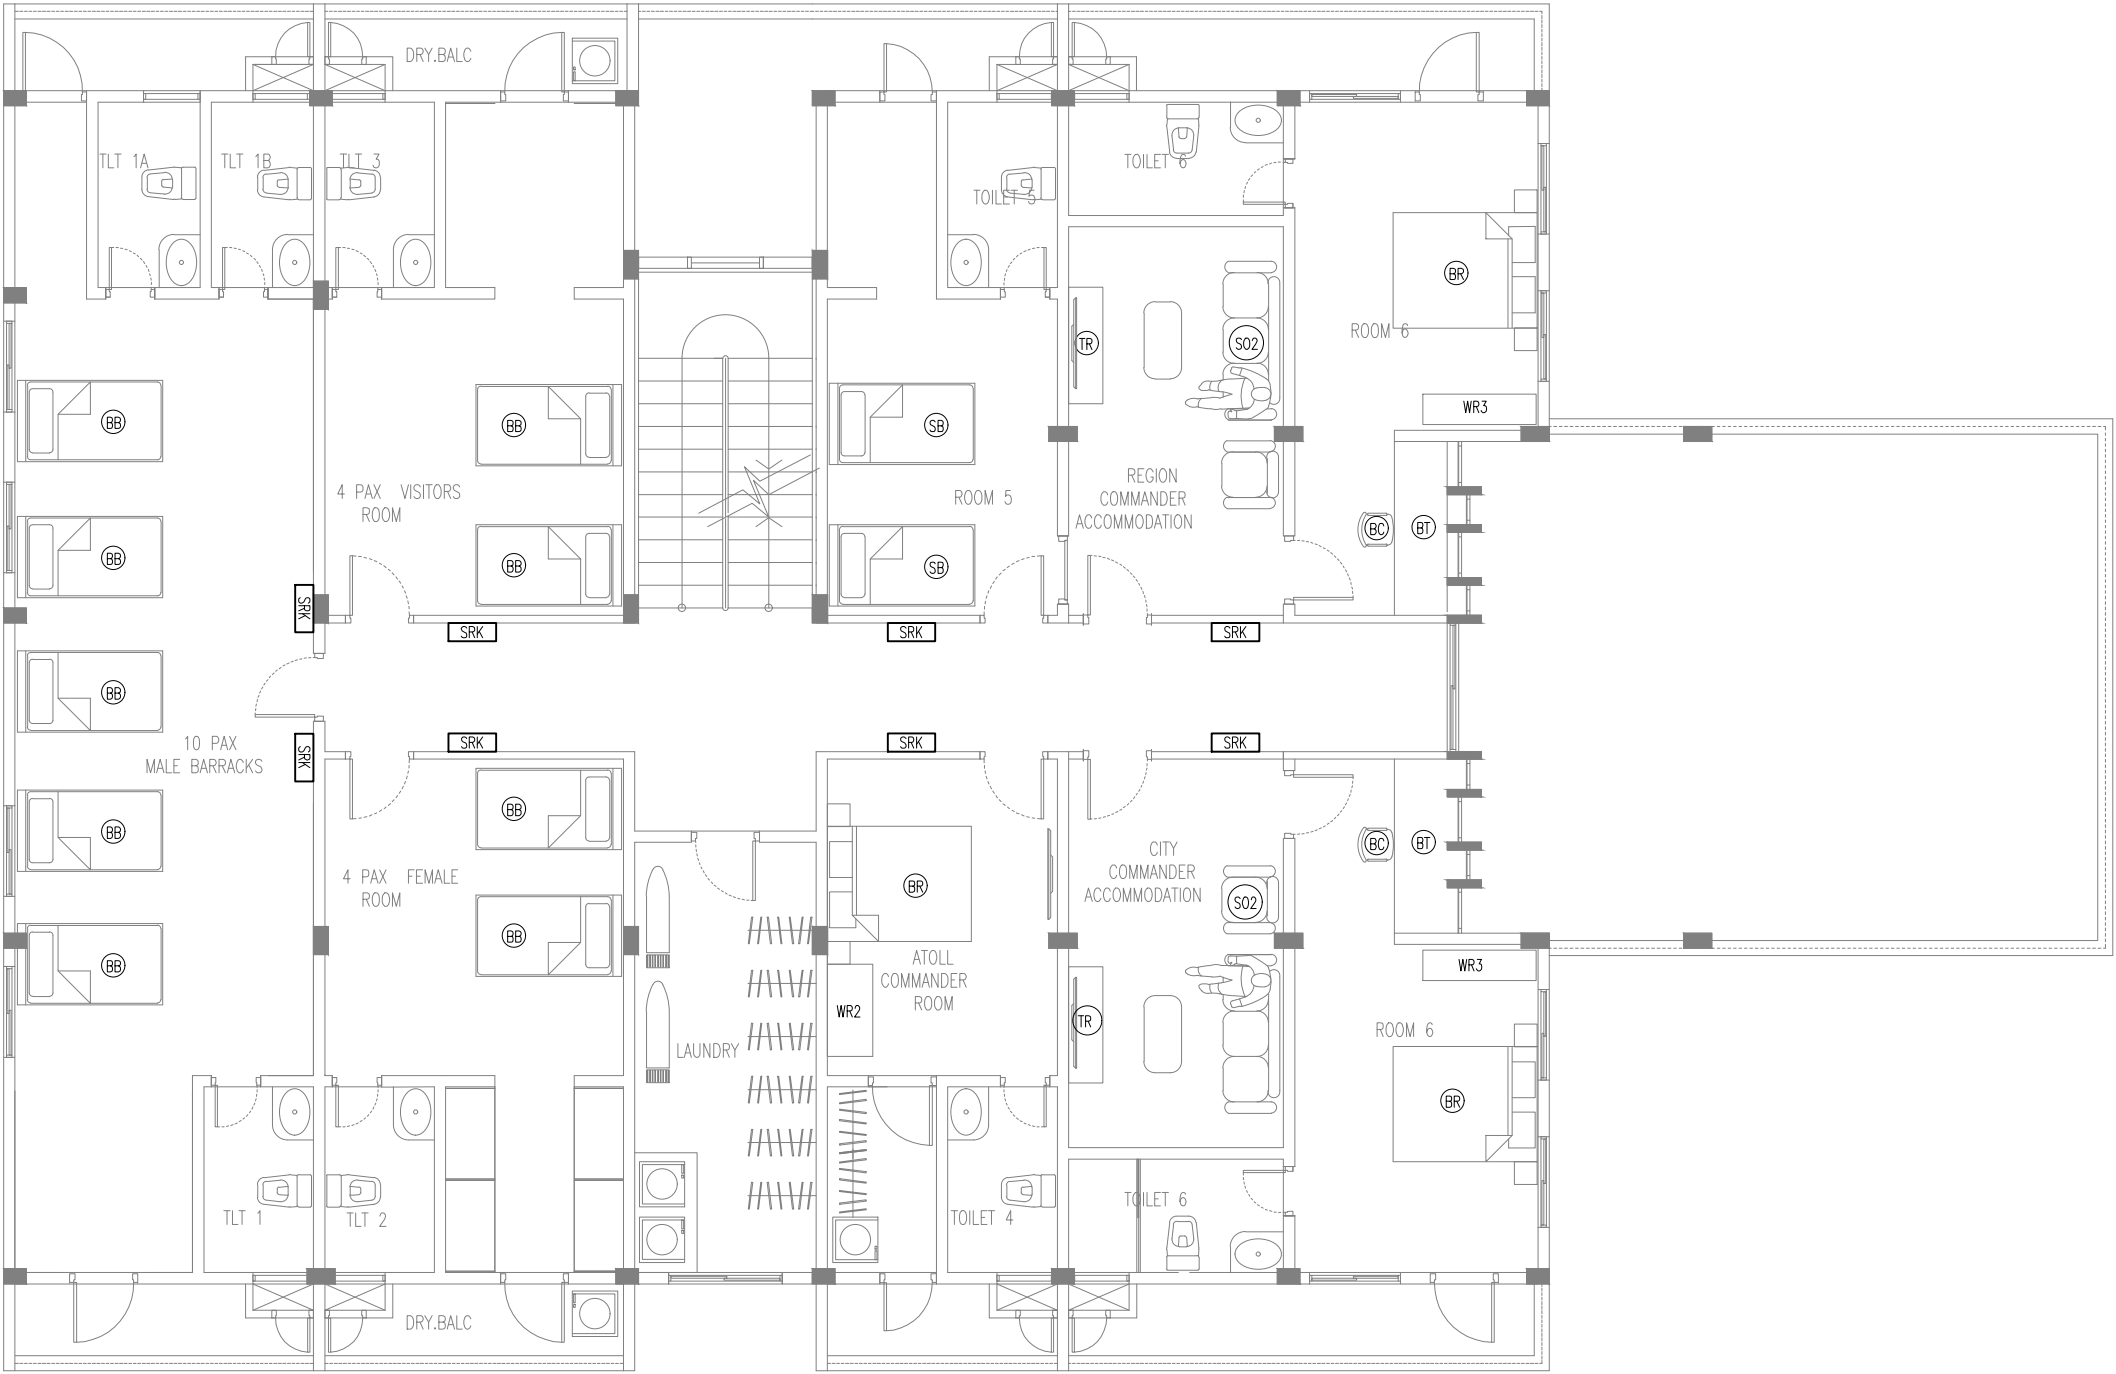 DRY.BALC
TLT 1A
TLT 1B
TLT 3
TOILET 5
TOILET 6
BR
ROOM 6
TR
SO2
WR3
BB
BB
SB
4 PAX VISITORS
ROOM
ROOM 5
REGION
COMMANDER
ACCOMMODATION
BC
BT
BB
BB
SB
SRK
SRK
SRK
SRK
BB
10 PAX
MALE BARRACKS
SRK
SRK
SRK
SRK
BB
BB
4 PAX FEMALE
ROOM
BB
BR
CITY
COMMANDER
ACCOMMODATION
SO2
BC
BT
BB
BB
ATOLL
COMMANDER
ROOM
WR3
WR2
TR
ROOM 6
LAUNDRY
BR
TLT 1
TLT 2
TOILET 4
TOILET 6
DRY.BALC